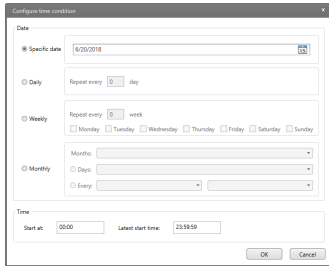 Configure time condition
x
Date
Specific date
6/20/2018
15
Daily
Repeat every 0 day
Weekly
Repeat every 0 week
Monday Tuesday Wednesday Thursday Friday Saturday Sunday
Monthly
Months:
Days:
Every:
Time
Start at: 00:00 Latest start time: 23:59:59
OK Cancel